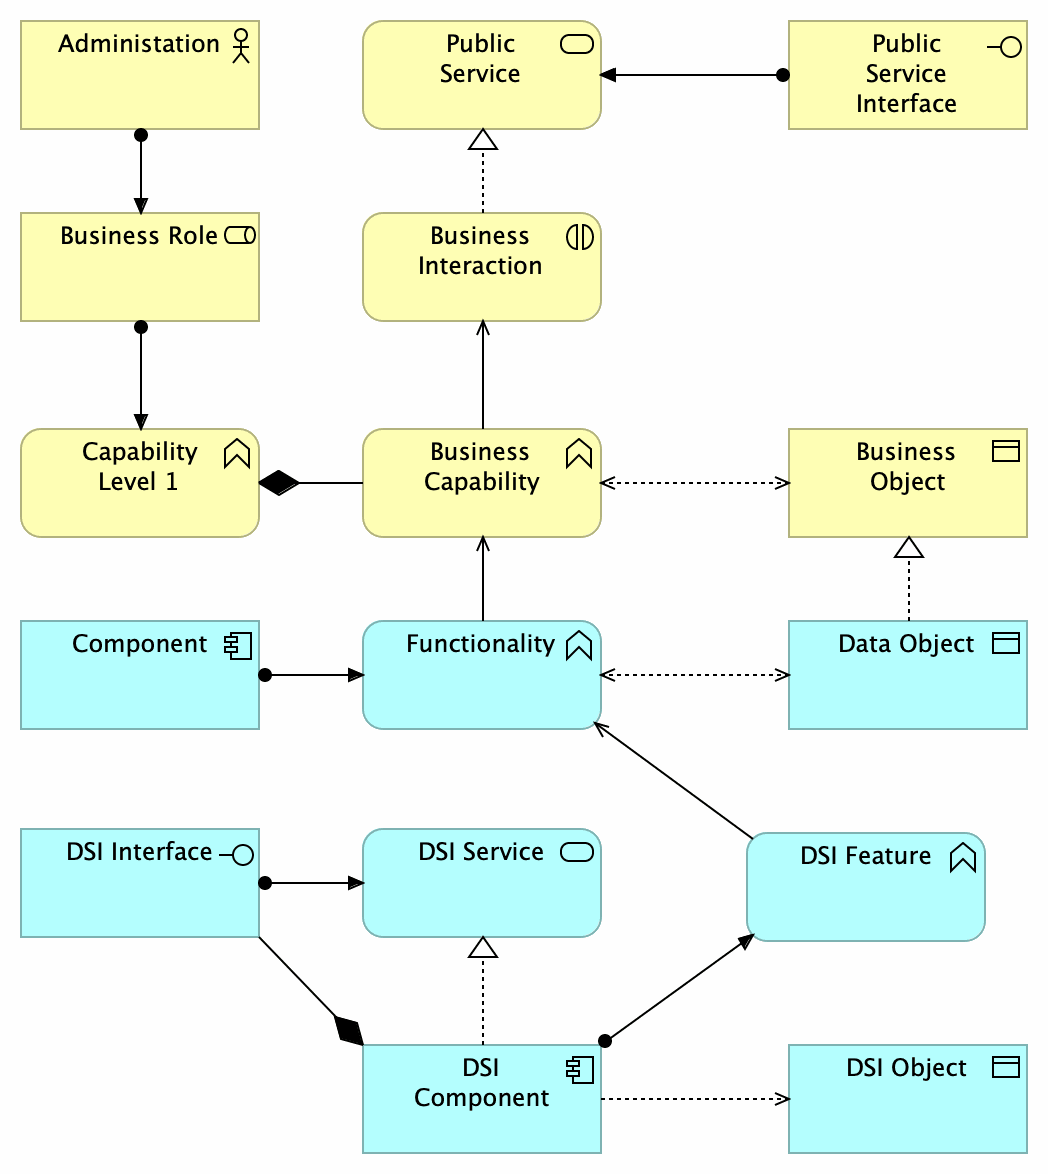 Administation
Public
Service
Public
Service
Interface
Business Role
Business
Interaction
Capability
Level 1
Business
Capability
Business
Object
Component
Functionality
Data Object
DSI Interface
DSI Service
DSI Feature
DSI
Component
DSI Object